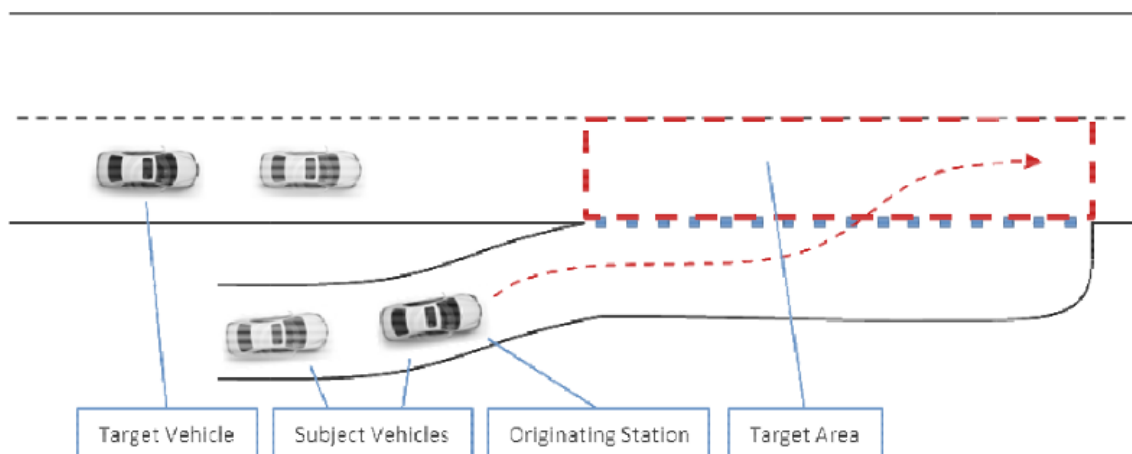 Target Vehicle
Subject Vehicles
Originating Station
Target Area